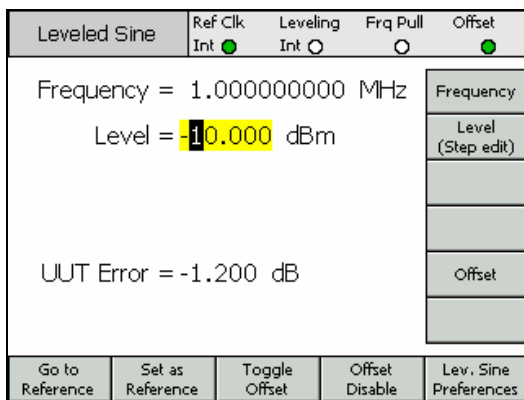 Leveled Sine
Ref Clk
Int
Leveling
Int
Frq Pull
Offset
Frequency = 1.000000000 MHz
Level = -10.000 dBm
UUT Error = -1.200 dB
Frequency
Level
(Step edit)
Offset
Go to
Reference
Set as
Reference
Toggle
Offset
Offset
Disable
Lev. Sine
Preferences